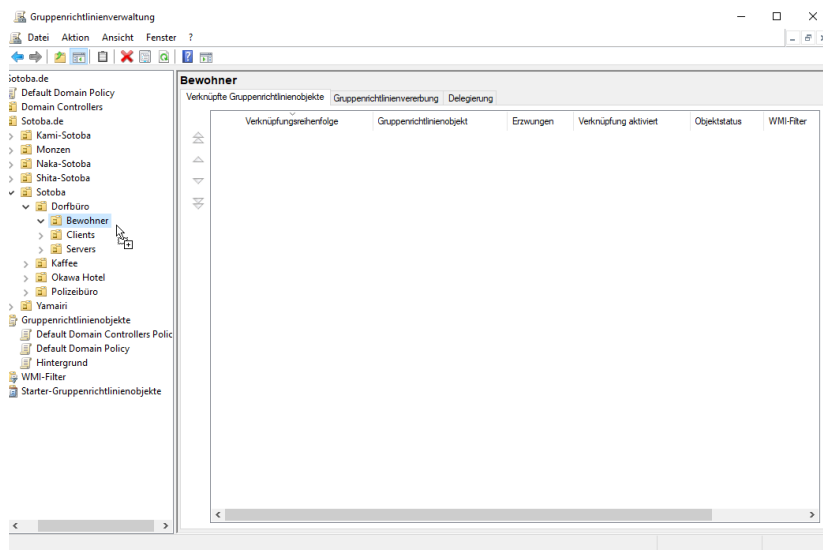 Gruppenrichtlinienverwaltung
Datei Aktion Ansicht Fenster ?
Sotoba.de
Default Domain Policy
Domain Controllers
Sotoba.de
Kami-Sotoba
Monzen
Naka-Sotoba
Shita-Sotoba
Sotoba
Dorfbüro
Bewohner
Clients
Servers
Kaffee
Okawa Hotel
Polizeibüro
Yamairi
Gruppenrichtlinienobjekte
Default Domain Controllers Polic
Default Domain Policy
Hintergrund
WMI-Filter
Starter-Gruppenrichtlinienobjekte
Bewohner
Verknüpfte Gruppenrichtlinienobjekte Gruppenrichtlinienvererbung Delegierung
Verknüpfungsreihenfolge Gruppenrichtlinienobjekt Erzwungen Verknüpfung aktiviert Objektstatus WMI-Filter